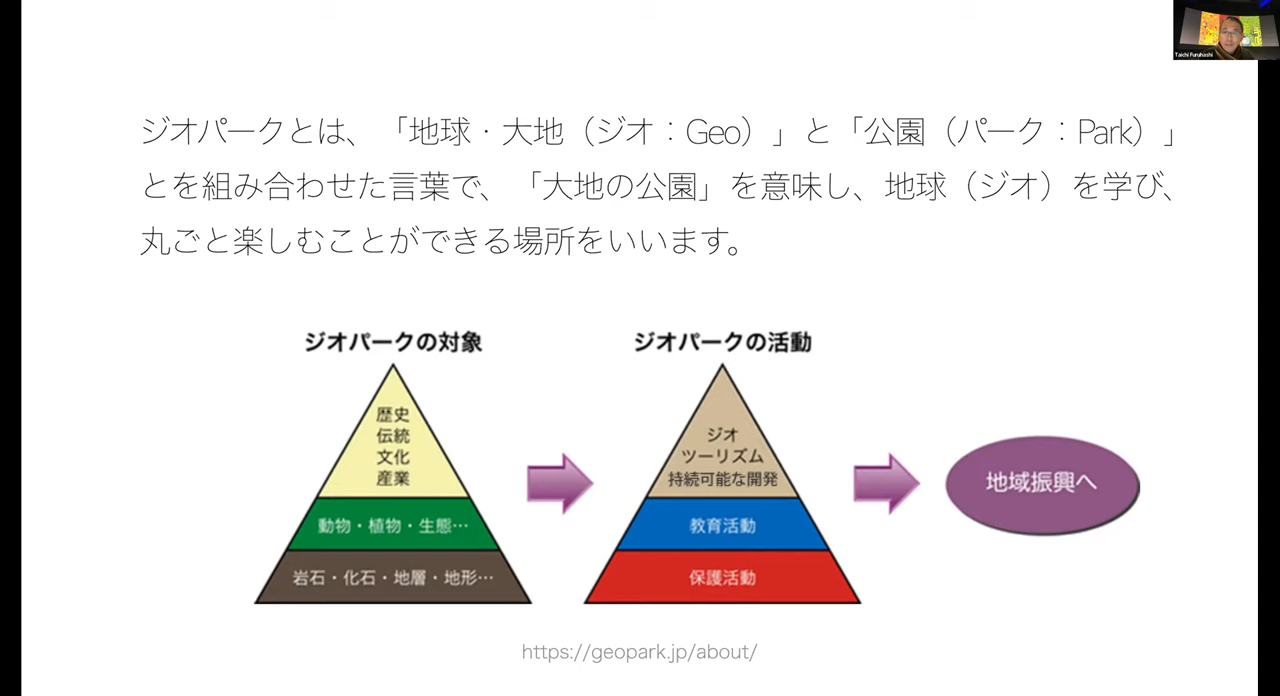 Taichi Furuhashi
ジオパークとは、「地球・大地（ジオ：Geo）」と「公園（パーク：Park）」
とを組み合わせた言葉で、「大地の公園」を意味し、地球（ジオ）を学び、
丸ごと楽しむことができる場所をいいます。
ジオパークの対象
歴史
伝統
文化
産業
動物・植物・生態…
岩石・化石・地層・地形…
ジオパークの活動
ジオ
ツーリズム
持続可能な開発
教育活動
保護活動
地域振興へ
https://geopark.jp/about/